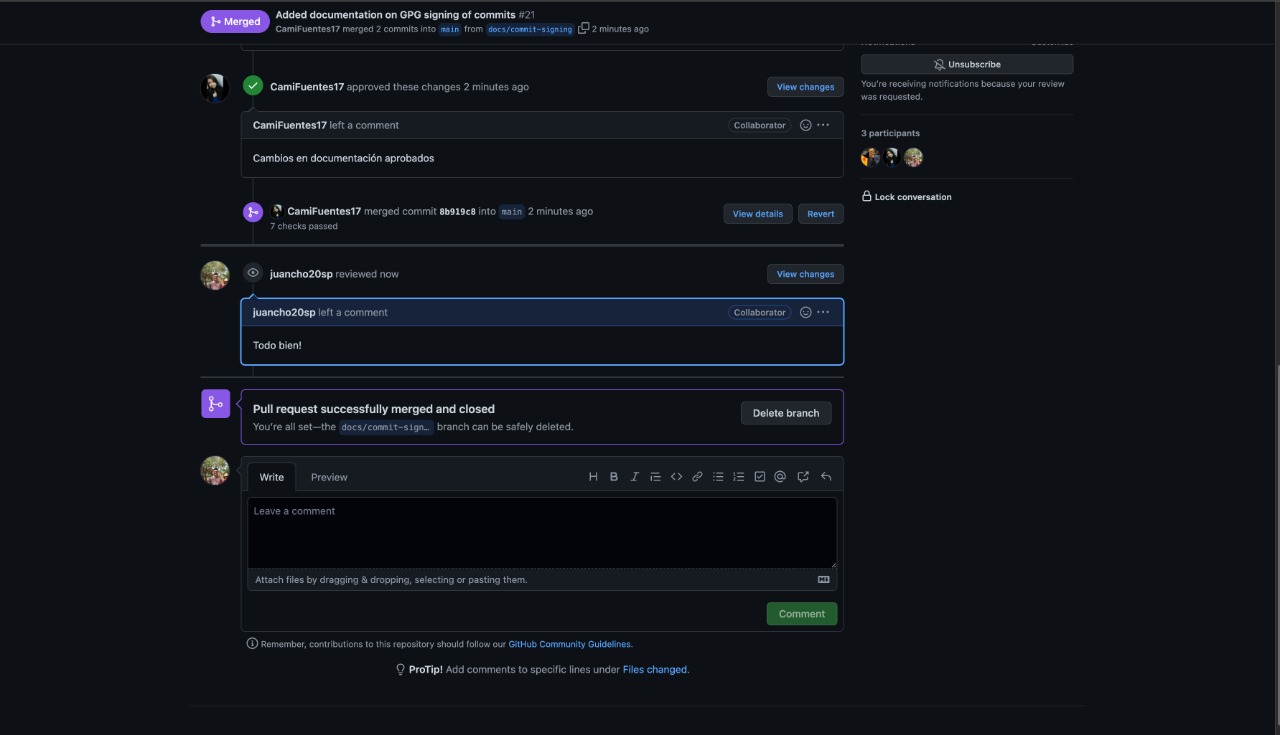 Merged
Added documentation on GPG signing of commits #21
CamiFuentes17 merged 2 commits into main from docs/commit-signing 2 minutes ago
Notifications Customize
Unsubscribe
You're receiving notifications because your review
was requested.
3 participants
Lock conversation
CamiFuentes17 approved these changes 2 minutes ago
View changes
CamiFuentes17 left a comment
Collaborator
Cambios en documentación aprobados
CamiFuentes17 merged commit 8b919c8 into main 2 minutes ago
View details
Revert
7 checks passed
juancho20sp reviewed now
View changes
juancho20sp left a comment
Collaborator
Todo bien!
Pull request successfully merged and closed
You're all set—the docs/commit-sign… branch can be safely deleted.
Delete branch
Write
Preview
Leave a comment
Attach files by dragging & dropping, selecting or pasting them.
Comment
Remember, contributions to this repository should follow our GitHub Community Guidelines.
ProTip! Add comments to specific lines under Files changed.